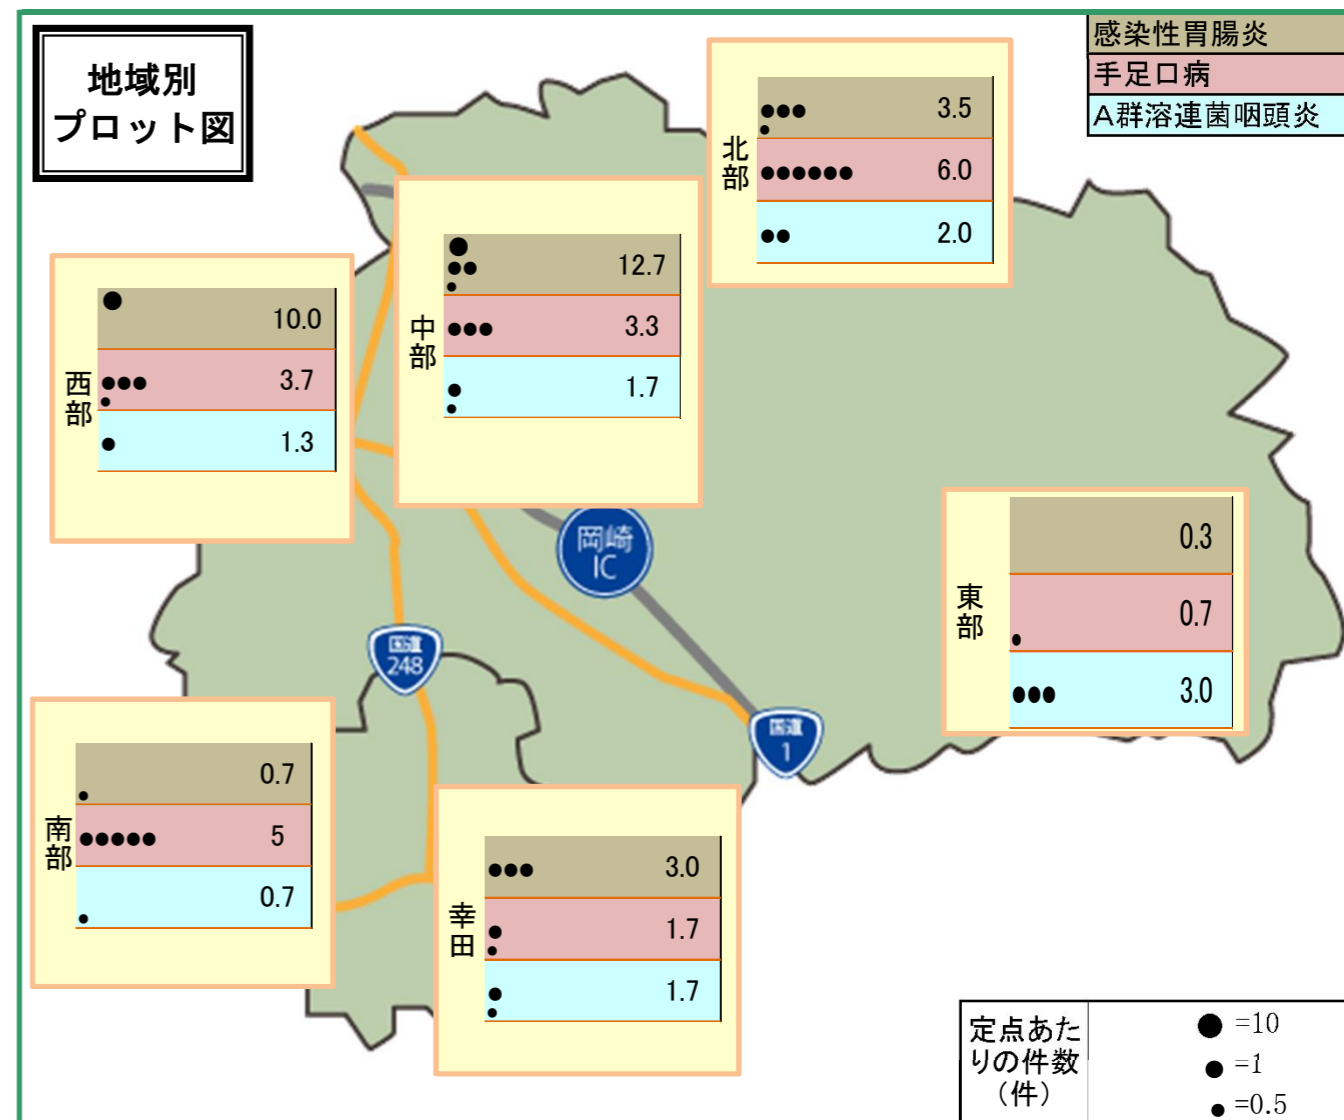 地域別
プロット図
感染性胃腸炎
手足口病
A群溶連菌咽頭炎
北部
3.5
6.0
2.0
中部
12.7
3.3
1.7
西部
10.0
3.7
1.3
岡崎
IC
東部
0.3
0.7
3.0
国道
248
国道
1
南部
0.7
5
0.7
幸田
3.0
1.7
1.7
定点あた
りの件数
(件)
●=10
●=1
●=0.5